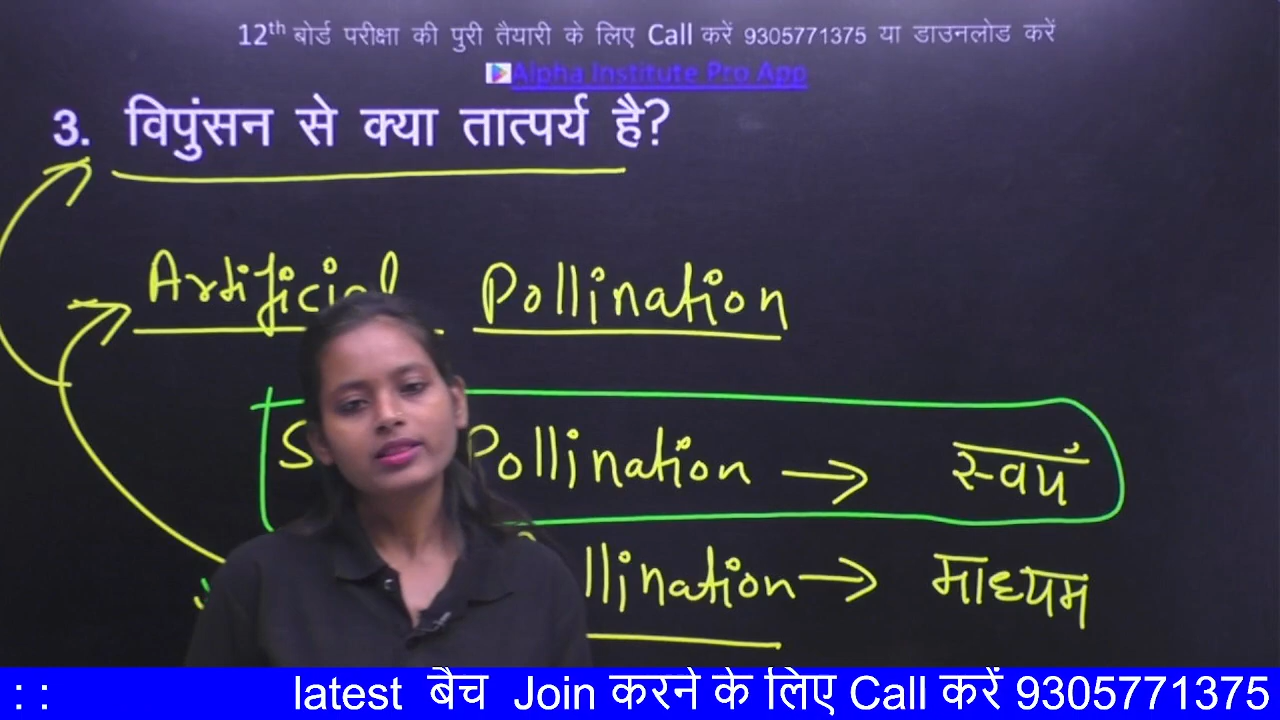 12th बोर्ड परीक्षा की पुरी तैयारी के लिए Call करें 9305771375 या डाउनलोड करें
Alpha Institute Pro App
3. विपुंसन से क्या तात्पर्य है?
Artificial Pollination
Pollination → स्वयं
llination → माध्यम
: : latest बैच Join करने के लिए Call करें 9305771375